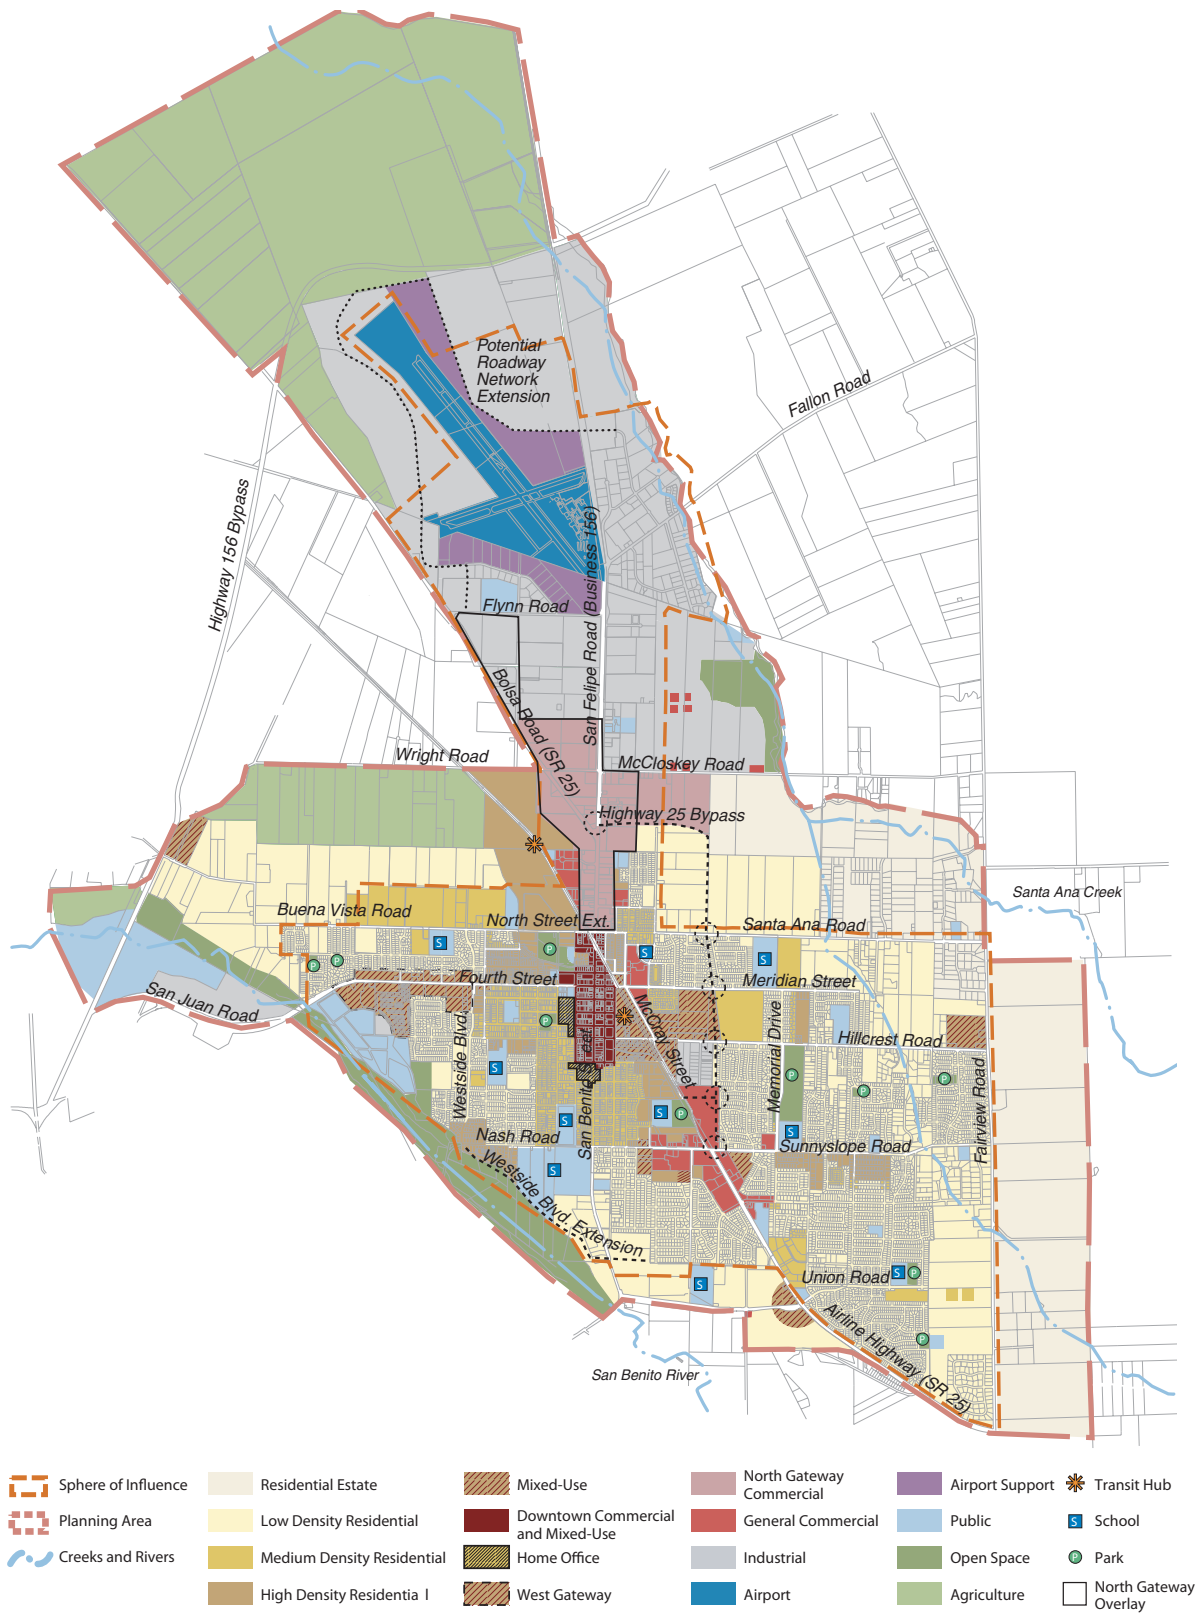 Potential
Roadway
Network
Extension
Fallon Road
Highway 156 Bypass
San Felipe Road (Business 156)
Flynn Road
Bolsa Road (SR 25)
Wright Road
McCloskey Road
Highway 25 Bypass
Santa Ana Creek
Buena Vista Road
North Street Ext.
Santa Ana Road
Fourth Street
Meridian Street
San Juan Road
McCray Street
Hillcrest Road
Westside Blvd.
San Benito Street
Memorial Drive
Fairview Road
Nash Road
Sunnyslope Road
Westside Blvd. Extension
Union Road
Airline Highway (SR 25)
San Benito River
S
S
S
S
S
S
S
S
S
S
P
P
P
P
P
P
P
P
P
P
Sphere of Influence
Planning Area
Creeks and Rivers
Residential Estate
Low Density Residential
Medium Density Residential
High Density Residentia l
Mixed-Use
Downtown Commercial
and Mixed-Use
Home Office
West Gateway
North Gateway
Commercial
General Commercial
Industrial
Airport
Airport Support
Public
Open Space
Agriculture
Transit Hub
S School
P Park
North Gateway
Overlay